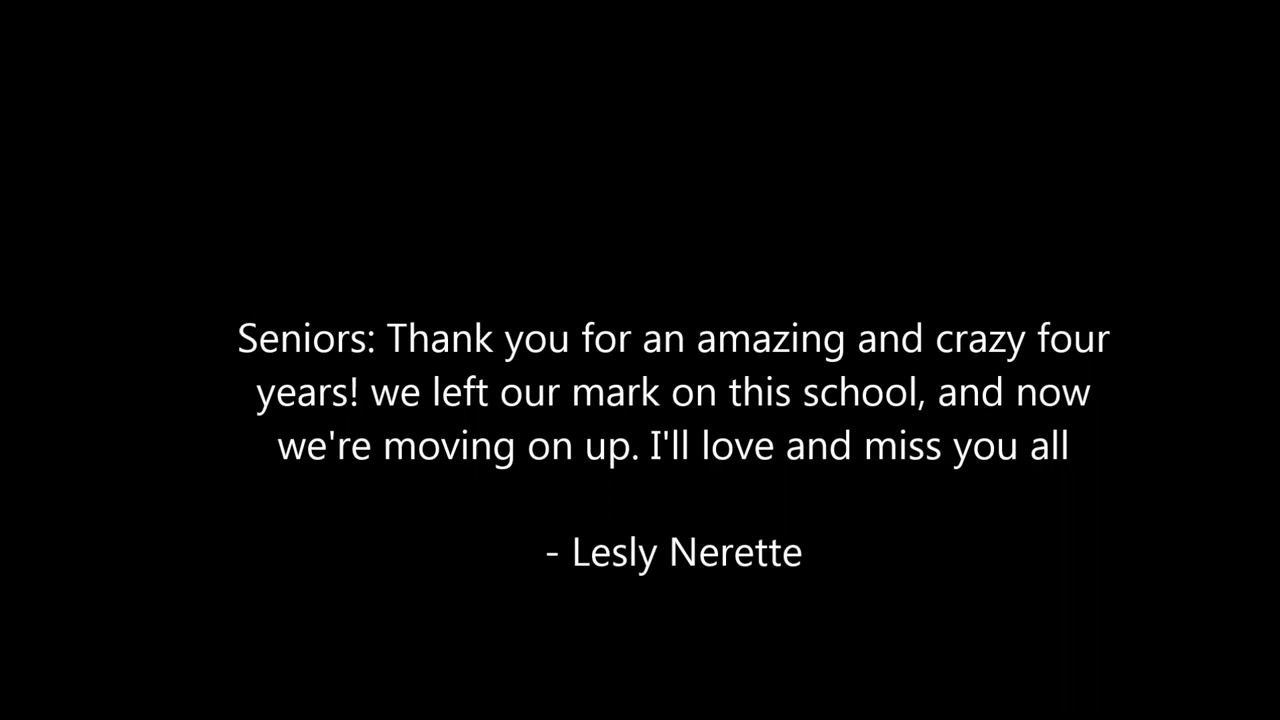 Seniors: Thank you for an amazing and crazy four
years! we left our mark on this school, and now
we're moving on up. I'll love and miss you all
- Lesly Nerette